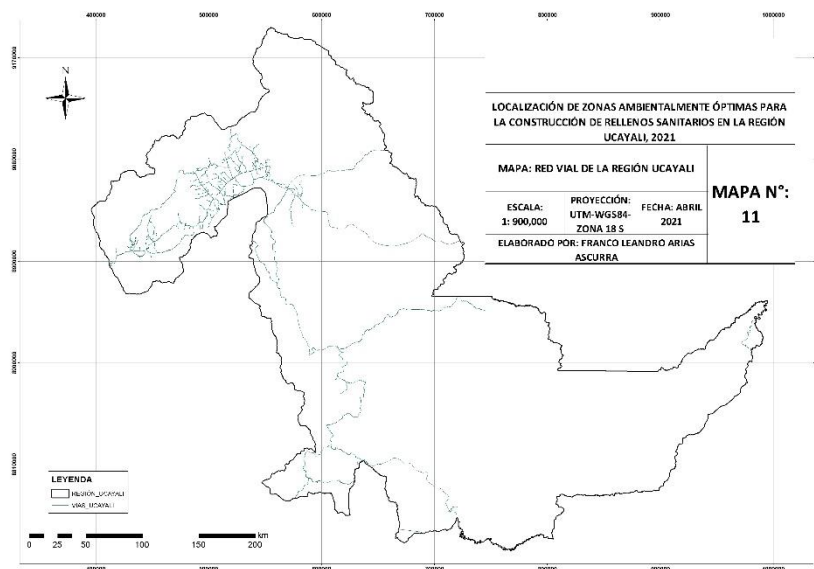 400000 500000 600000 700000 800000 900000 1000000
N
LOCALIZACIÓN DE ZONAS AMBIENTALMENTE ÓPTIMAS PARA
LA CONSTRUCCIÓN DE RELLENOS SANITARIOS EN LA REGIÓN
UCAYALI, 2021
MAPA: RED VIAL DE LA REGIÓN UCAYALI
ESCALA:
1: 900,000
PROYECCIÓN:
UTM-WGS84-
ZONA 18 S
FECHA: ABRIL
2021
ELABORADO POR: FRANCO LEANDRO ARIAS
ASCURRA
MAPA N°:
11
LEYENDA
REGION_UCAYALI
VIAS_UCAYALI
km
0 25 50 100 150 200